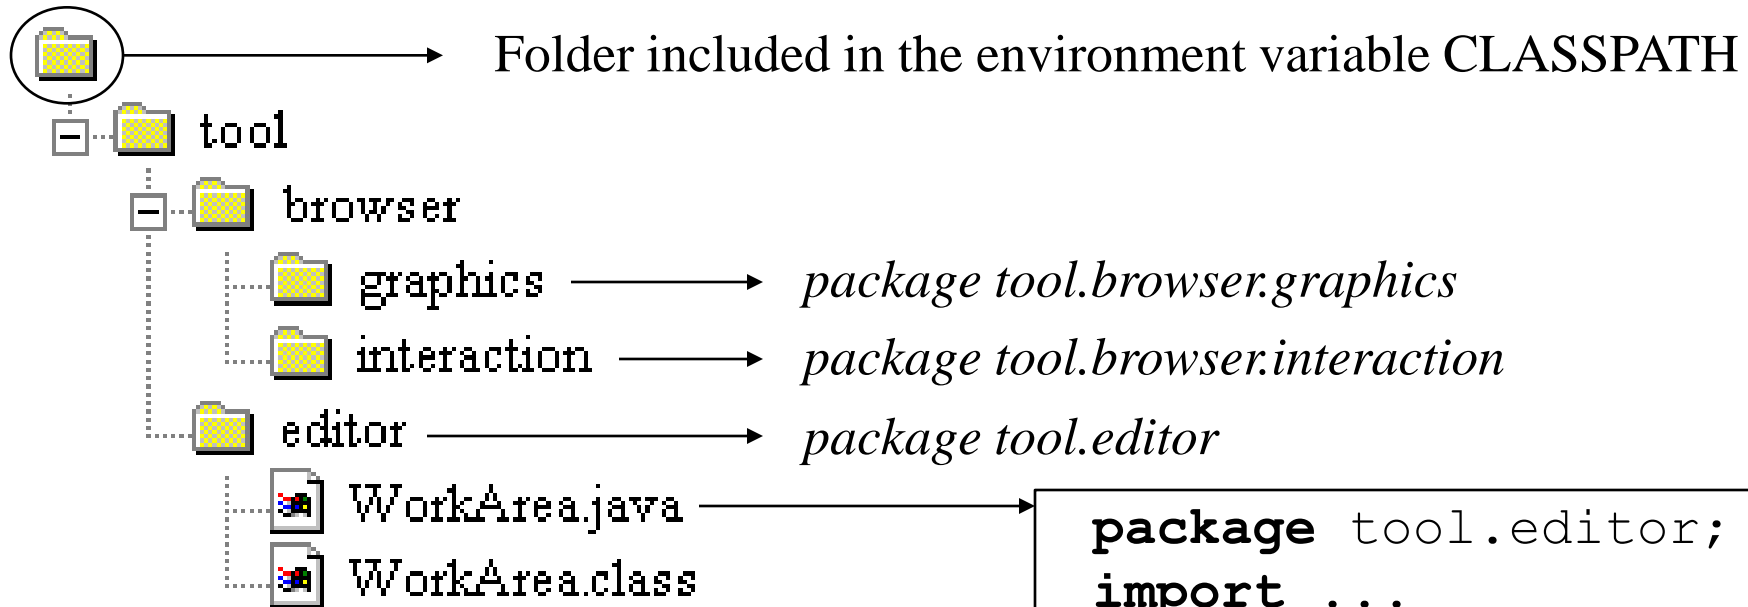 Folder included in the environment variable CLASSPATH
tool
browser
graphics package tool.browser.graphics
interaction package tool.browser.interaction
editor package tool.editor
WorkArea.java
package tool.editor;
WorkArea.class
import ...